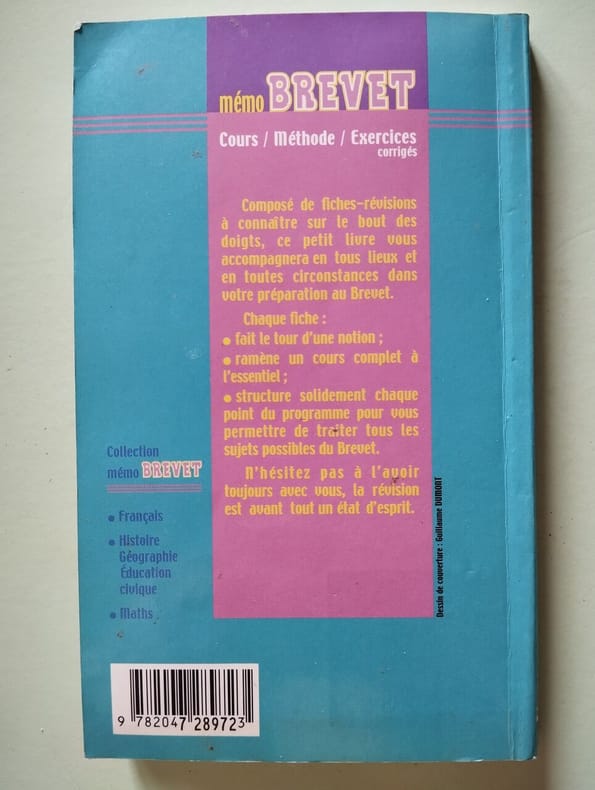 mémo BREVET
Cours / Méthode / Exercices
corrigés
Composé de fiches-révisions
à connaître sur le bout des
doigts, ce petit livre vous
accompagnera en tous lieux et
en toutes circonstances dans
votre préparation au Brevet.
Chaque fiche :
• fait le tour d'une notion ;
• ramène un cours complet à
l'essentiel ;
• structure solidement chaque
point du programme pour vous
permettre de traiter tous les
sujets possibles du Brevet.
N'hésitez pas à l'avoir
toujours avec vous, la révision
est avant tout un état d'esprit.
Collection
mémo BREVET
• Français
• Histoire
Géographie
Éducation
civique
• Maths
Dessin de couverture : Guillaume DUMONT
9 782047 289723